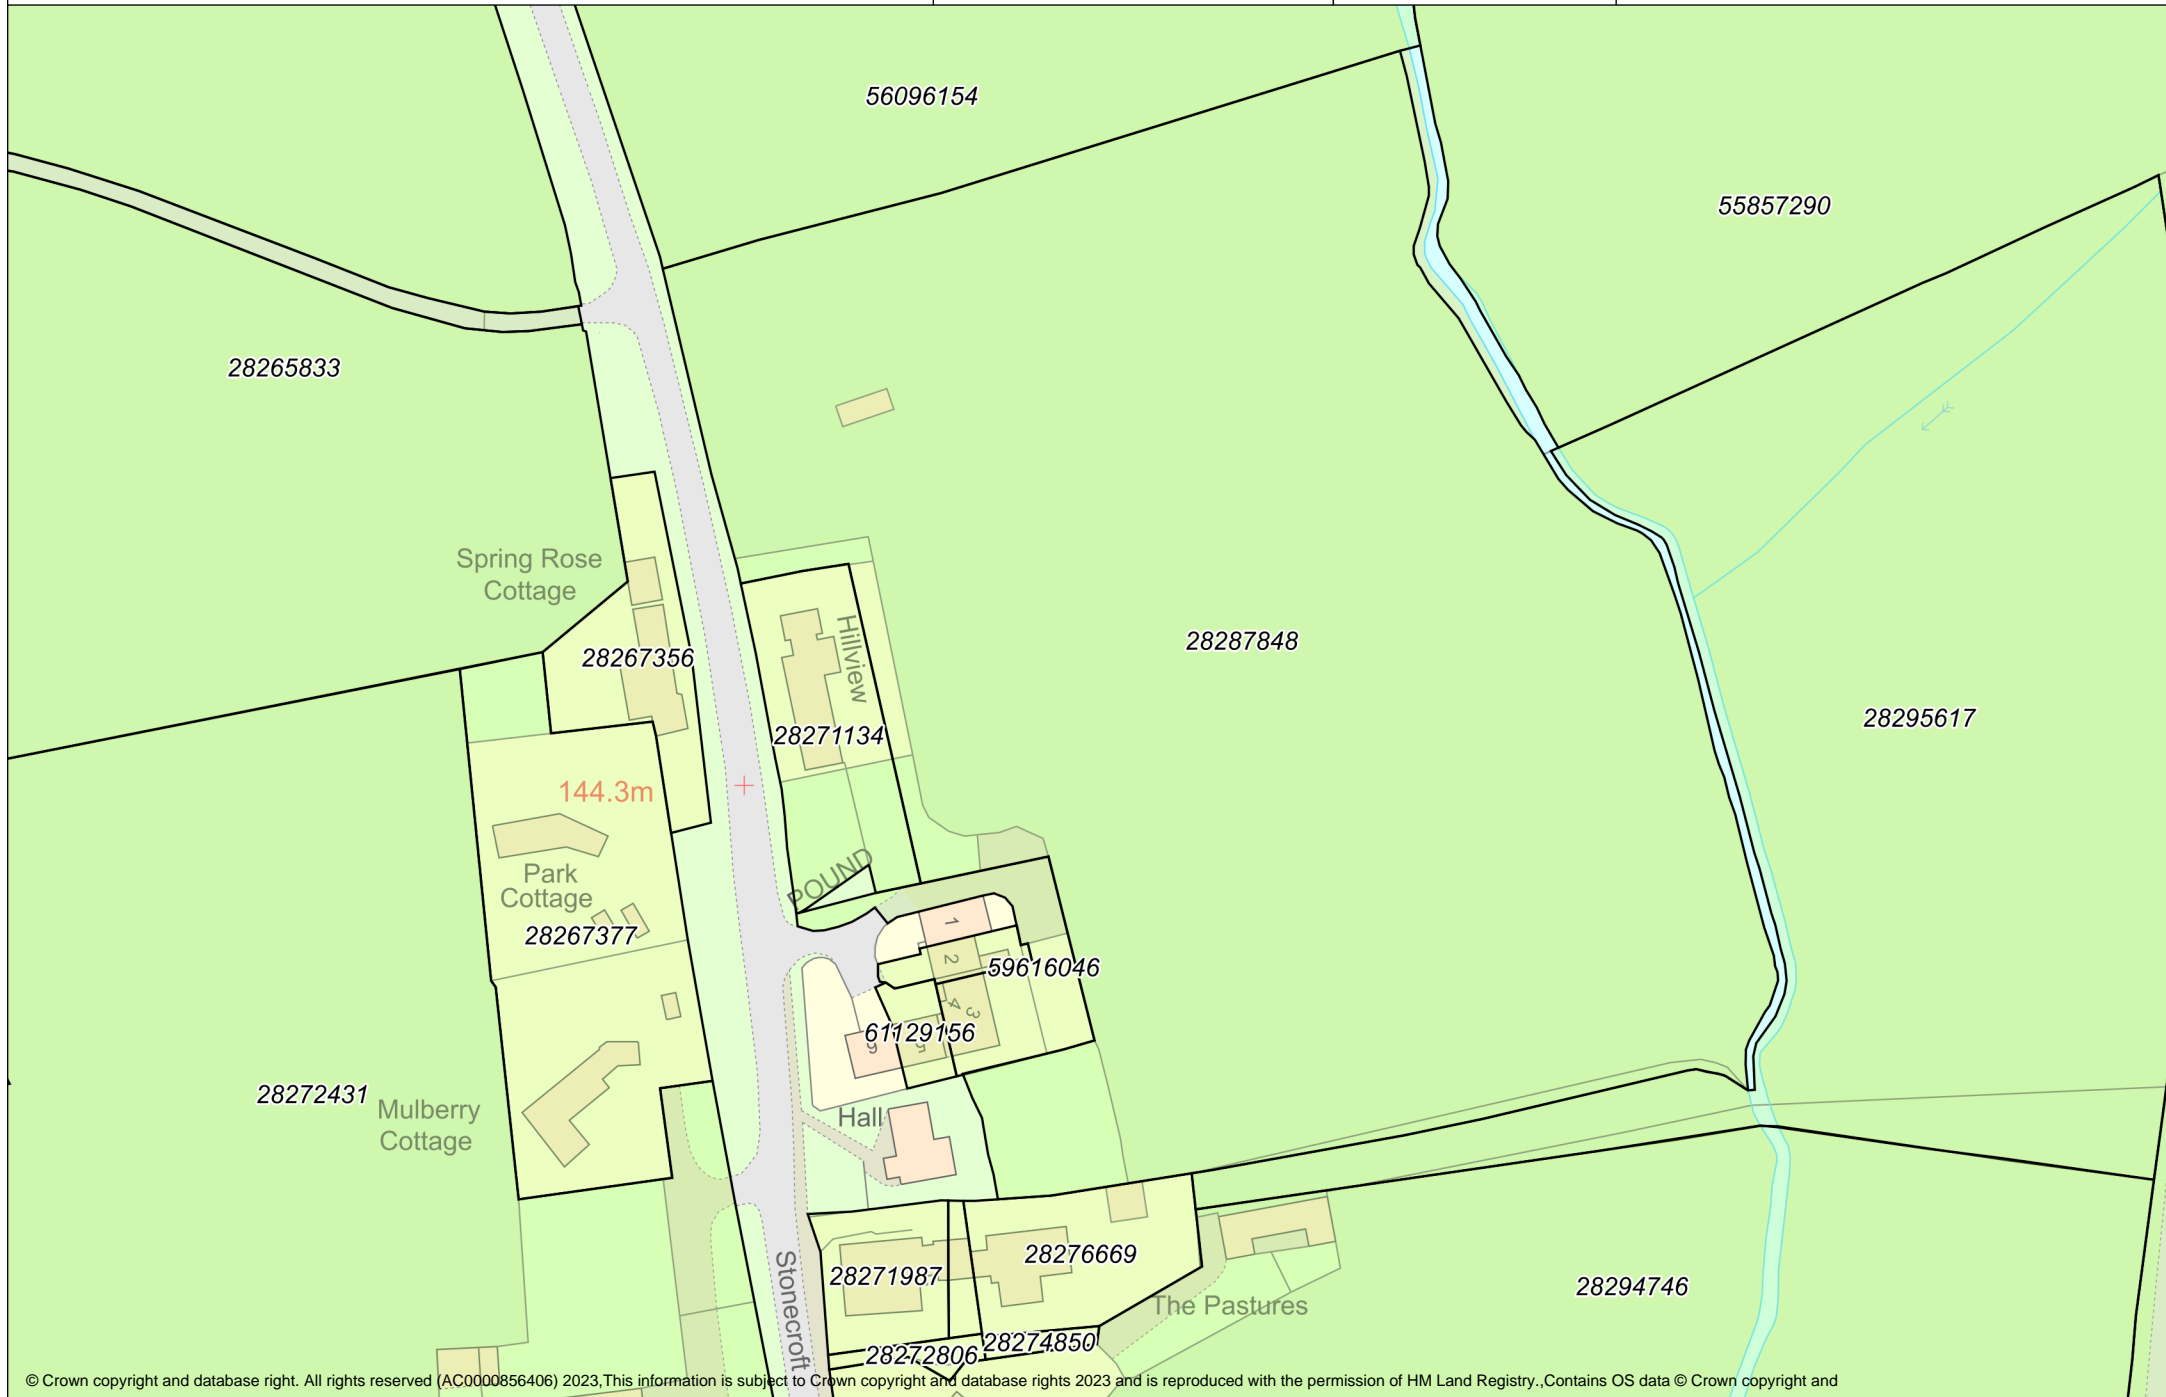 56096154
55857290
28265833
Spring Rose
Cottage
28267356
Hillview
28287848
28271134
28295617
144.3m
Park
Cottage
28267377
POUND
1
2
59616046
4
3
61129156
5
28272431
Mulberry
Cottage
Hall
Stonecroft
28271987
28276669
The Pastures
28294746
28272806
28274850
© Crown copyright and database right. All rights reserved (AC0000856406) 2023,This information is subject to Crown copyright and database rights 2023 and is reproduced with the permission of HM Land Registry.,Contains OS data © Crown copyright and